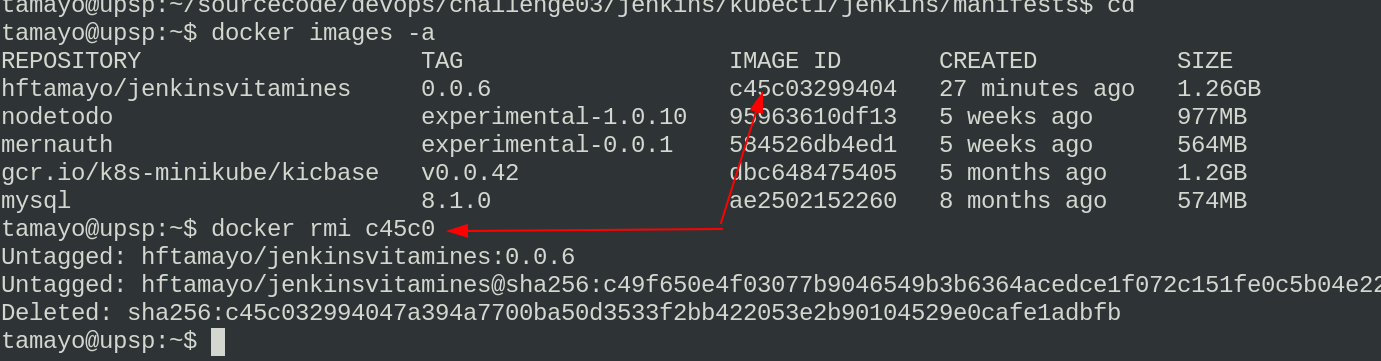 tamayo@upsp:~/sourcecode/devops/challenge03/jenkins/kubectl/jenkins/manifests$ cd
tamayo@upsp:~$ docker images -a
REPOSITORY TAG IMAGE ID CREATED SIZE
hftamayo/jenkinsvitamines 0.0.6 c45c03299404 27 minutes ago 1.26GB
nodetodo experimental-1.0.10 95963610df13 5 weeks ago 977MB
mernauth experimental-0.0.1 584526db4ed1 5 weeks ago 564MB
gcr.io/k8s-minikube/kicbase v0.0.42 dbc648475405 5 months ago 1.2GB
mysql 8.1.0 ae2502152260 8 months ago 574MB
tamayo@upsp:~$ docker rmi c45c0
Untagged: hftamayo/jenkinsvitamines:0.0.6
Untagged: hftamayo/jenkinsvitamines@sha256:c49f650e4f03077b9046549b3b6364acedce1f072c151fe0c5b04e22
Deleted: sha256:c45c032994047a394a7700ba50d3533f2bb422053e2b90104529e0cafe1adbfb
tamayo@upsp:~$